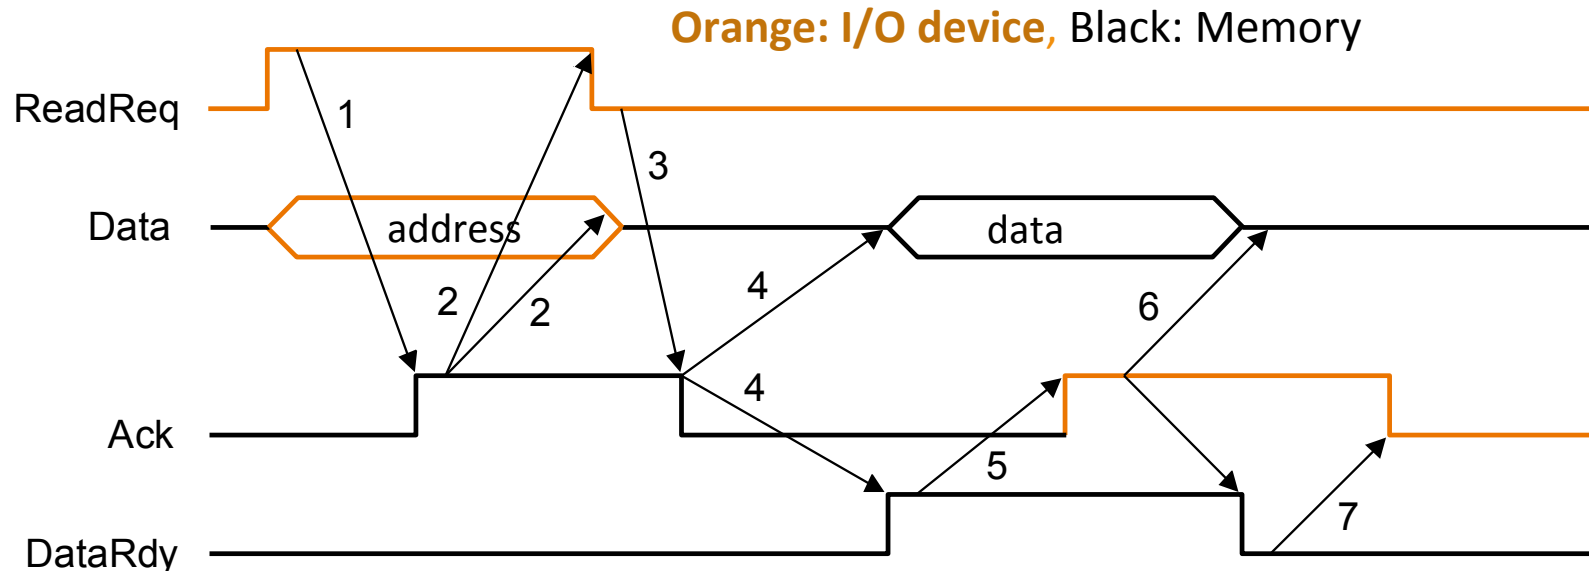 Orange: I/O device, Black: Memory
ReadReq
1
3
Data
address
data
2
2
4
6
4
Ack
5
7
DataRdy